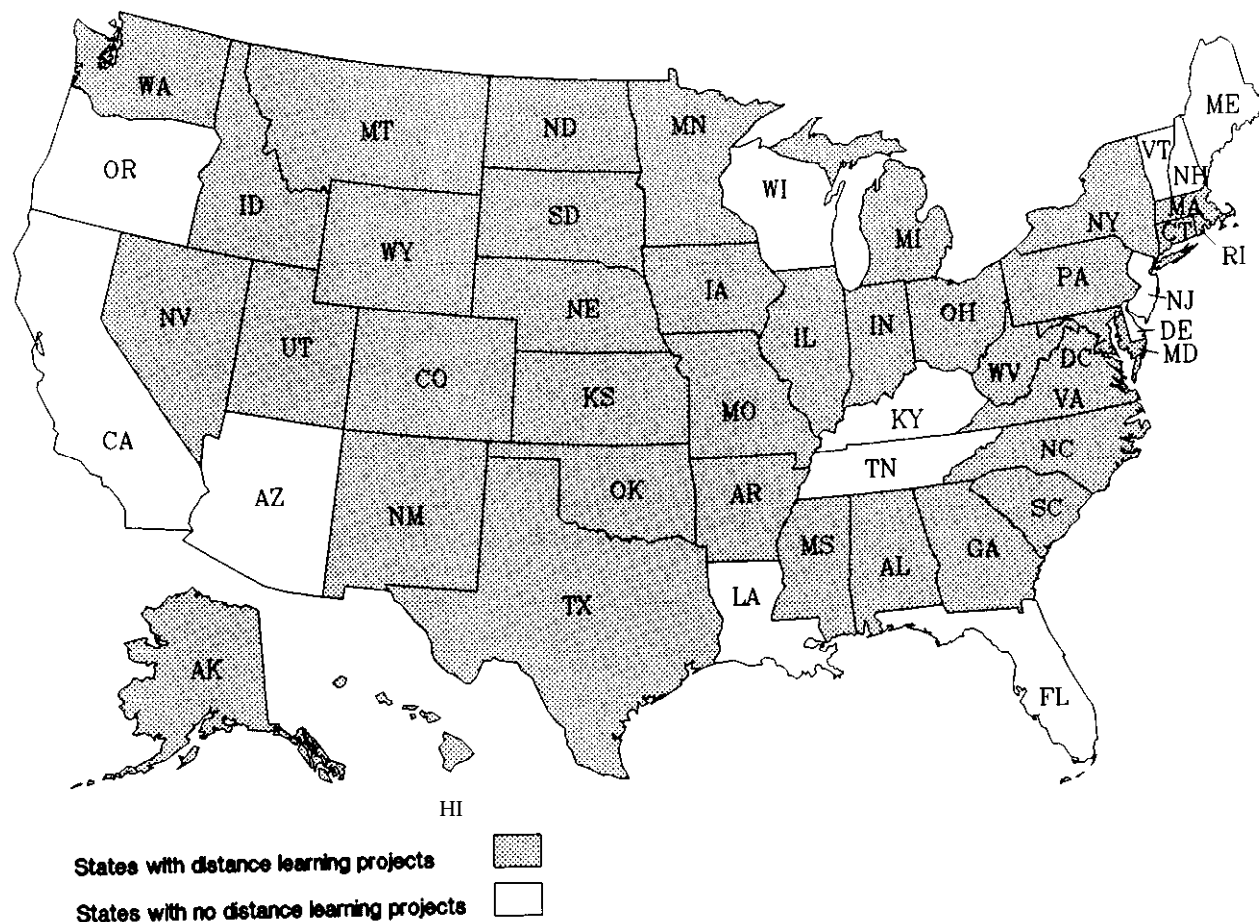 WA
MT
ND
MN
ME
OR
ID
SD
WI
VT
NH
WY
MI
NY
MA
CT
RI
NV
UT
NE
IA
PA
NJ
CO
KS
IL
IN
OH
DE
MD
DC
WV
VA
CA
MO
KY
AZ
NM
OK
AR
TN
NC
SC
MS
AL
GA
TX
LA
AK
FL
HI
States with distance learning projects
States with no distance learning projects